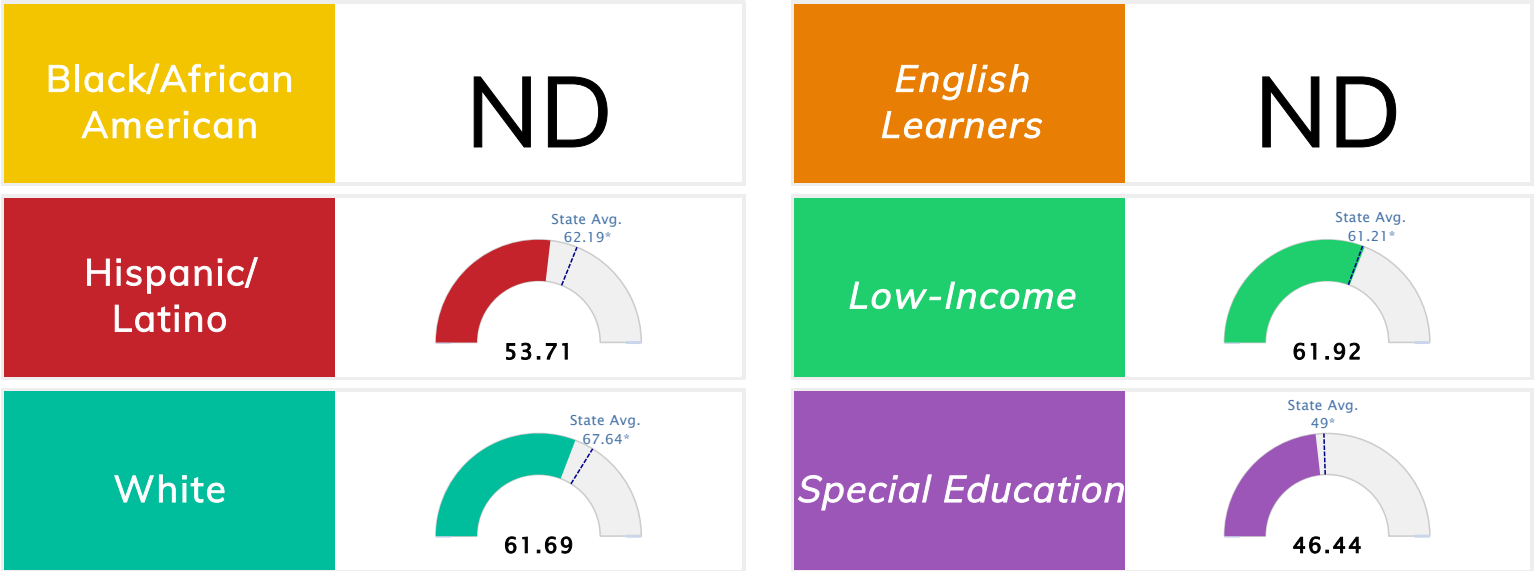 Black/African
American
ND
English
Learners
ND
Hispanic/
Latino
State Avg.
62.19*
53.71
Low-Income
State Avg.
61.21*
61.92
White
State Avg.
67.64*
61.69
Special Education
State Avg.
49*
46.44